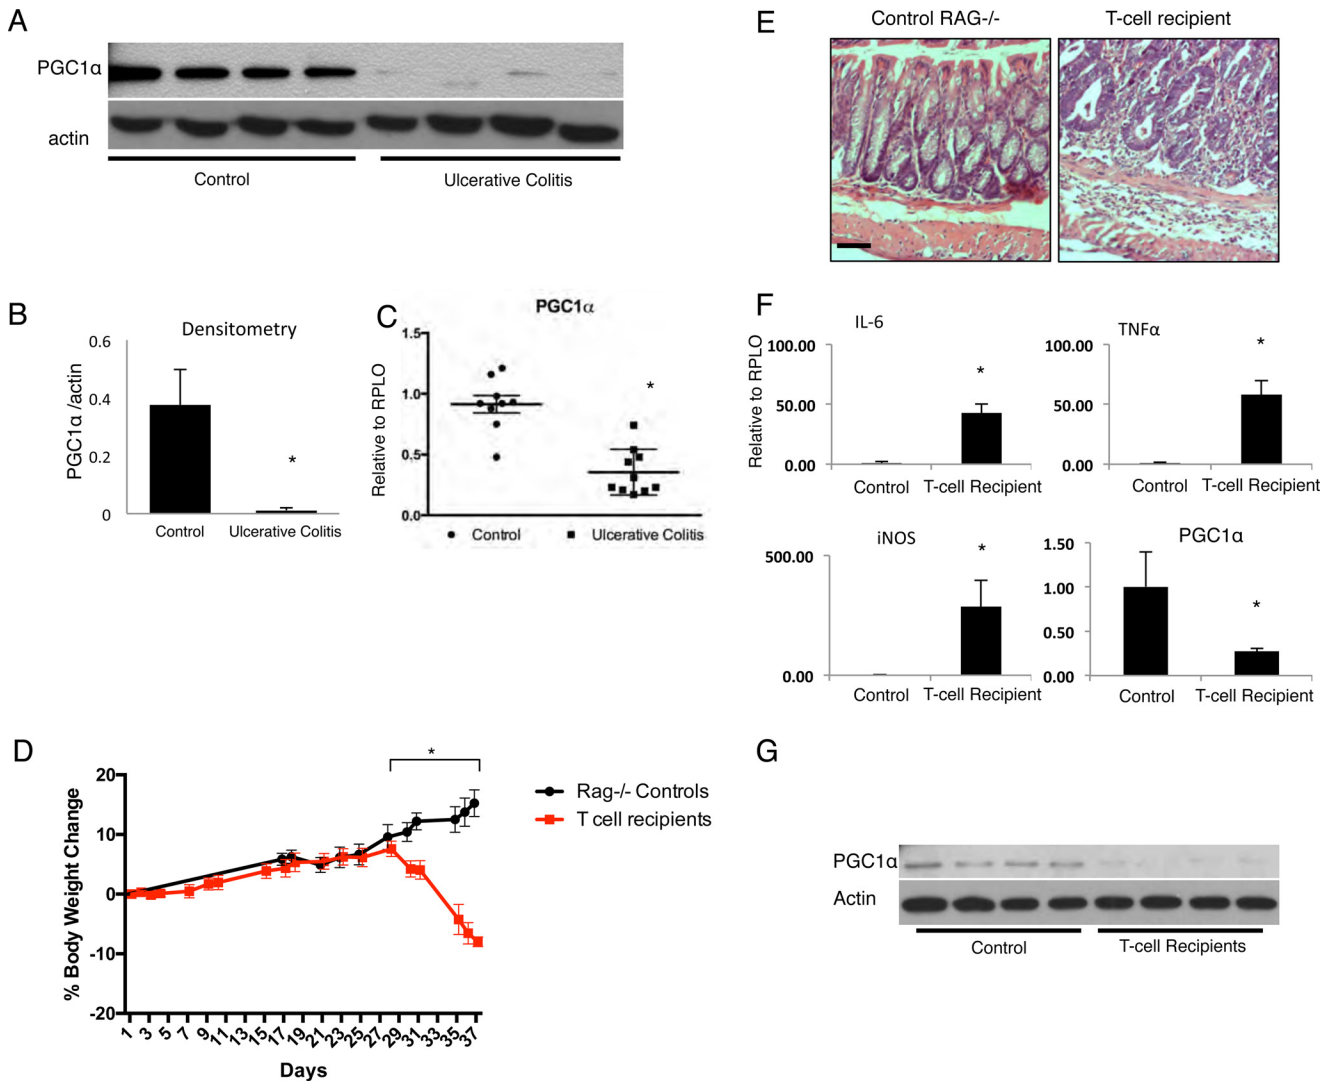 A
PGC1α
actin
Control
Ulcerative Colitis
B
Densitometry
PGC1α /actin
0.6
0.4
0.2
0
*
Control
Ulcerative Colitis
C
PGC1α
Relative to RPLO
1.5
1.0
0.5
0.0
*
Control
Ulcerative Colitis
D
% Body Weight Change
20
10
0
-10
-20
*
Rag-/- Controls
T cell recipients
1 3 5 7 9 11 13 15 17 19 21 23 25 27 29 31 33 35 37
Days
E
Control RAG-/-
T-cell recipient
F
IL-6
Relative to RPLO
100.00
50.00
0.00
*
Control
T-cell Recipient
TNFα
100.00
50.00
0.00
*
Control
T-cell Recipient
iNOS
500.00
0.00
*
Control
T-cell Recipient
PGC1α
1.50
1.00
0.50
0.00
*
Control
T-cell Recipient
G
PGC1α
Actin
Control
T-cell Recipients